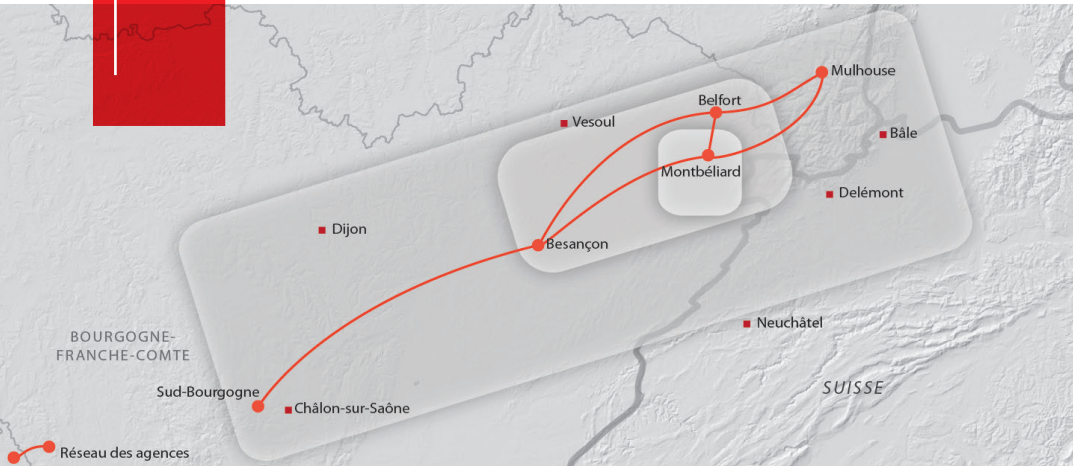 Mulhouse
Belfort
Vesoul
Bâle
Montbéliard
Delémont
Dijon
Besançon
Neuchâtel
BOURGOGNE-
FRANCHE-COMTE
SUISSE
Sud-Bourgogne
Châlon-sur-Saône
Réseau des agences